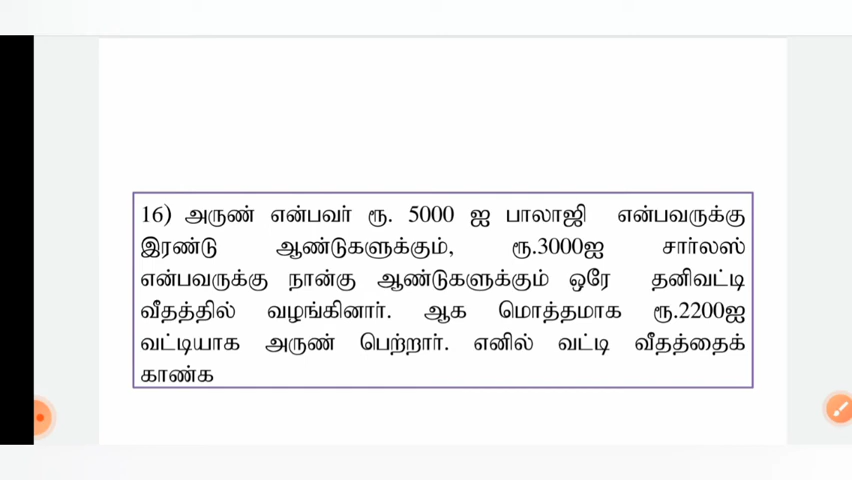 16) அருண் என்பவர் ரூ. 5000 ஐ பாலாஜி என்பவருக்கு
இரண்டு ஆண்டுகளுக்கும், ரூ.3000ஐ சார்லஸ்
என்பவருக்கு நான்கு ஆண்டுகளுக்கும் ஒரே தனிவட்டி
வீதத்தில் வழங்கினார். ஆக மொத்தமாக ரூ.2200ஐ
வட்டியாக அருண் பெற்றார். எனில் வட்டி வீதத்தைக்
காண்க